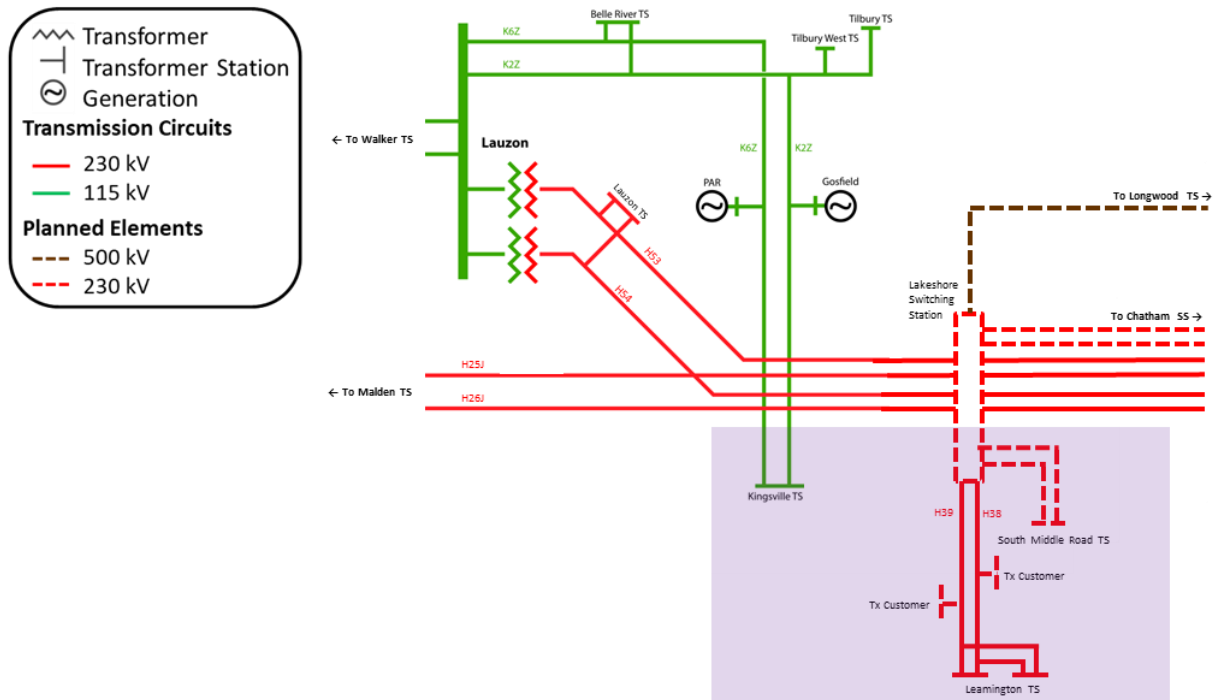 Transformer
Transformer Station
Generation
Transmission Circuits
230 kV
115 kV
Planned Elements
500 kV
230 kV
Belle River TS
Tilbury TS
Tilbury West TS
K6Z
K2Z
← To Walker TS
Lauzon
Lauzon TS
K6Z
K2Z
PAR
Gosfield
H53
H54
To Longwood TS →
Lakeshore
Switching
Station
To Chatham SS →
H25J
← To Malden TS
H26J
Kingsville TS
H39
H38
South Middle Road TS
Tx Customer
Tx Customer
Leamington TS